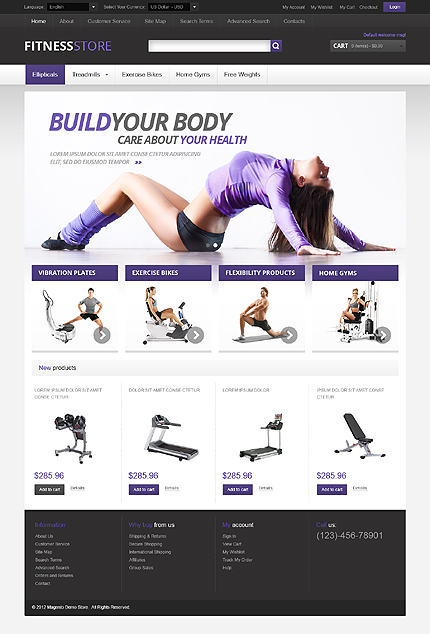 Language: English Select Your Currency: US Dollar - USD My Account My Wishlist My Cart Checkout Login
Home About Customer Service Site Map Search Terms Advanced Search Contacts
Default welcome msg!
FITNESSSTORE
CART 0 item(s) - $0.00
Ellipticals Treadmills Exercise Bikes Home Gyms Free Weights
BUILDYOUR BODY
CARE ABOUT YOUR HEALTH
LOREM IPSUM DOLOR SIT AMET CONSE CTETUR ADIPISICING
ELIT, SED DO EIUSMOD TEMPOR
VIBRATION PLATES EXERCISE BIKES FLEXIBILITY PRODUCTS HOME GYMS
New products
LOREM IPSUM DOLOR SIT AMET DOLOR SIT AMET CONSE CTETUR LOREM IPSUM DOLOR IPSUM DOLOR SIT AMET CONSE
CONSE CTETUR CTETUR
$285.96 $285.96 $285.96 $285.96
Add to cart Details Add to cart Details Add to cart Details Add to cart Details
Information Why buy from us My account Call us:
About Us Shipping & Returns Sign In (123)-456-78901
Customer Service Secure Shopping View Cart
Site Map International Shipping My Wishlist
Search Terms Affiliates Track My Order
Advanced Search Group Sales Help
Orders and Returns
Contact
© 2012 Magento Demo Store. All Rights Reserved.